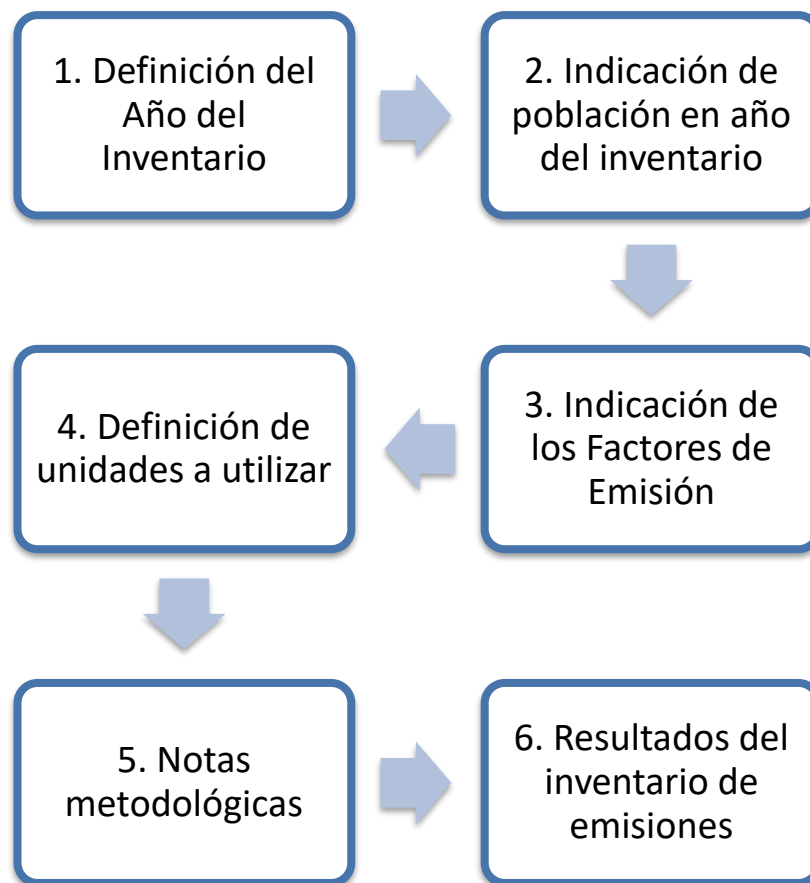 1. Definición del
Año del
Inventario
2. Indicación de
población en año
del inventario
3. Indicación de
los Factores de
Emisión
4. Definición de
unidades a utilizar
5. Notas
metodológicas
6. Resultados del
inventario de
emisiones